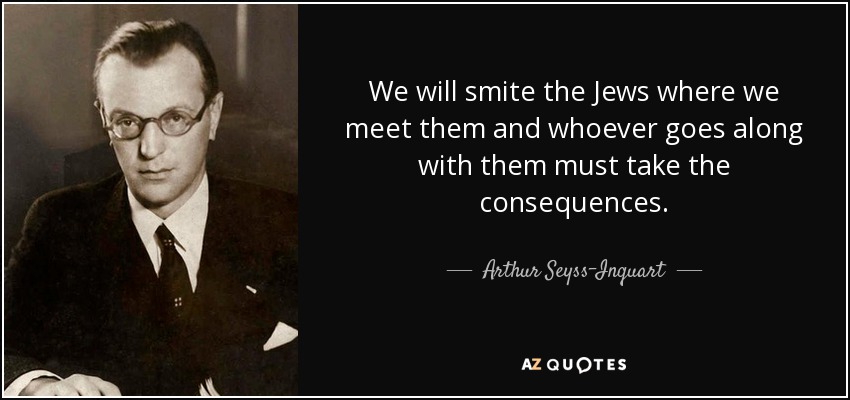 We will smite the Jews where we
meet them and whoever goes along
with them must take the
consequences.
Arthur Seyss-Inquart
AZ QUOTES